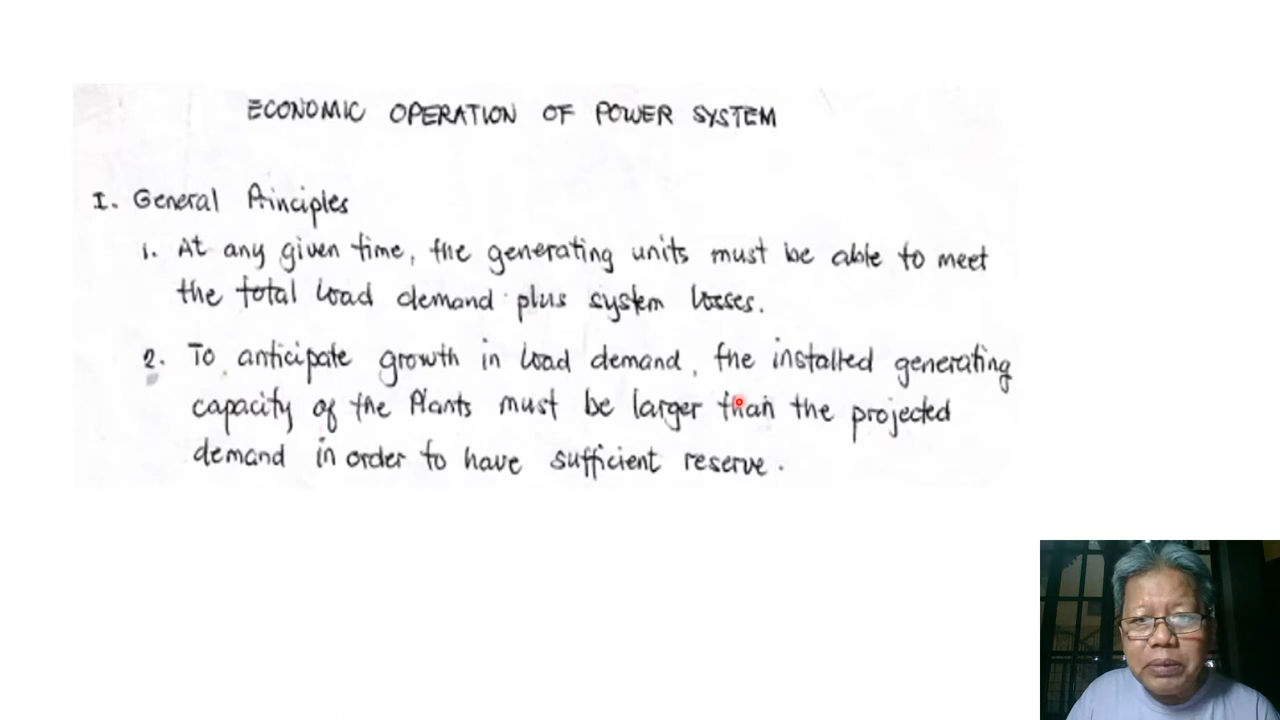 ECONOMIC OPERATION OF POWER SYSTEM
I. General Principles
1. At any given time, the generating units must be able to meet
the total load demand plus system losses.
2. To anticipate growth in load demand, the installed generating
capacity of the Plants must be larger than the projected
demand in order to have sufficient reserve.